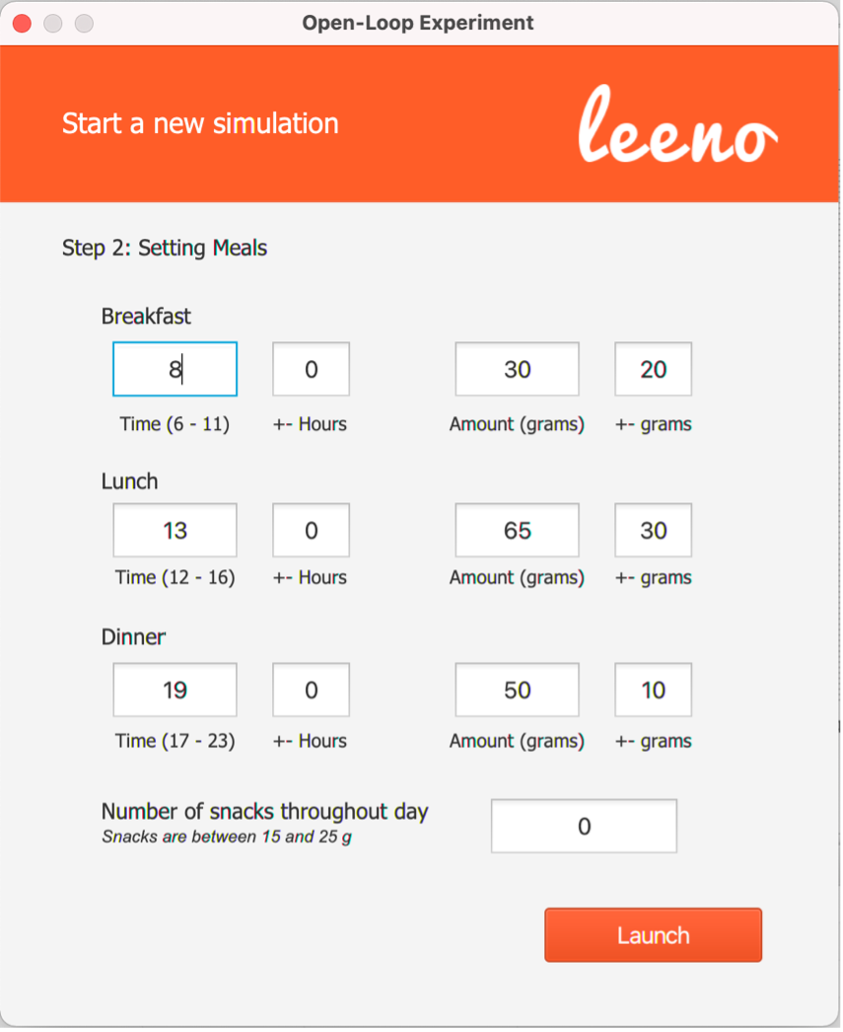 Open-Loop Experiment
Start a new simulation
leeno
Step 2: Setting Meals
Breakfast
8 0 30 20
Time (6 - 11) +- Hours Amount (grams) +- grams
Lunch
13 0 65 30
Time (12 - 16) +- Hours Amount (grams) +- grams
Dinner
19 0 50 10
Time (17 - 23) +- Hours Amount (grams) +- grams
Number of snacks throughout day
Snacks are between 15 and 25 g
0
Launch